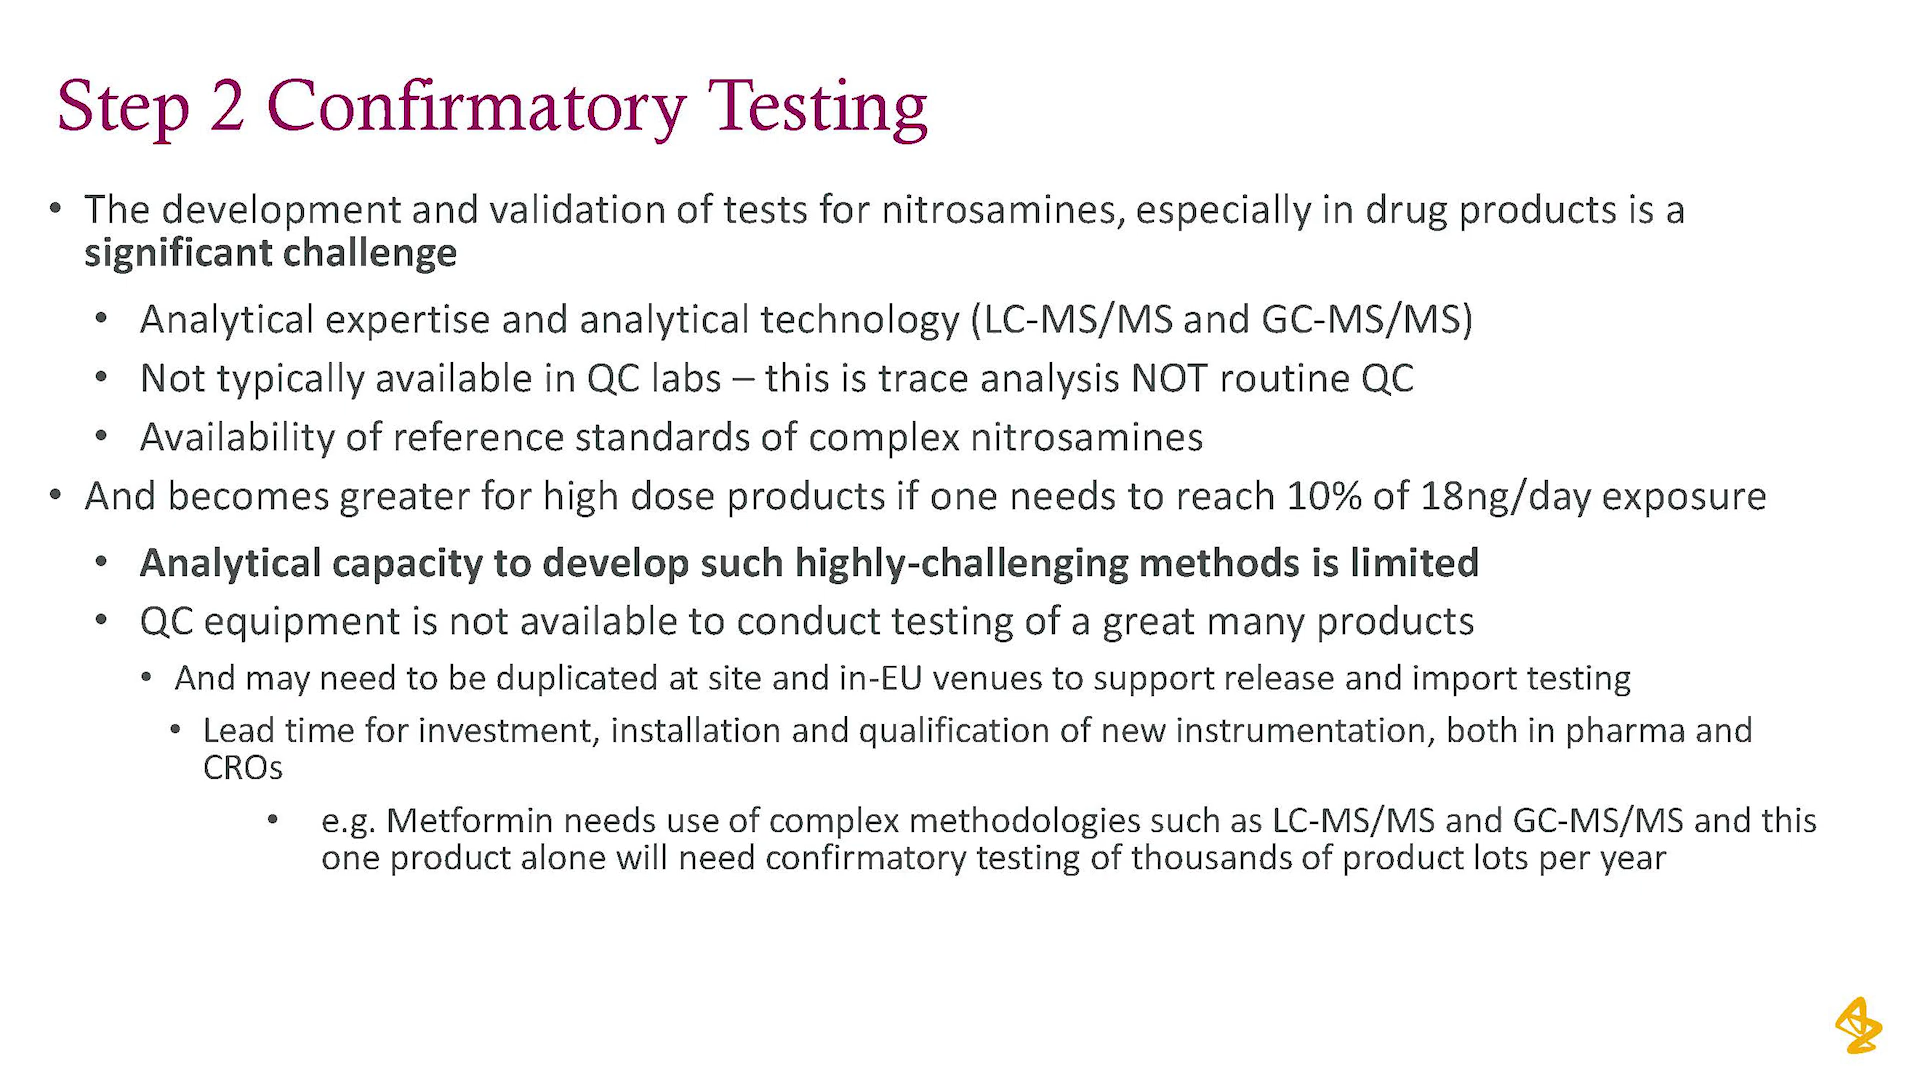 Step 2 Confirmatory Testing
• The development and validation of tests for nitrosamines, especially in drug products is a
significant challenge
• Analytical expertise and analytical technology (LC-MS/MS and GC-MS/MS)
• Not typically available in QC labs – this is trace analysis NOT routine QC
• Availability of reference standards of complex nitrosamines
• And becomes greater for high dose products if one needs to reach 10% of 18ng/day exposure
• Analytical capacity to develop such highly-challenging methods is limited
• QC equipment is not available to conduct testing of a great many products
• And may need to be duplicated at site and in-EU venues to support release and import testing
• Lead time for investment, installation and qualification of new instrumentation, both in pharma and
CROs
• e.g. Metformin needs use of complex methodologies such as LC-MS/MS and GC-MS/MS and this
one product alone will need confirmatory testing of thousands of product lots per year